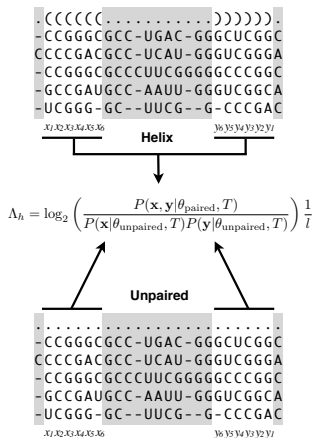 .((((((...........)))))).
-CCGGGCGCC-UGAC-GGGCUCGGC
CCCCGACGCC-UCAU-GGGUCGGGA
-CCGGGCGCCCUUCGGGGGCCCGGC
-GCCGAUGCC-AAUU-GGGUCGGCA
-UCGGG-GC--UUCG--G-CCCGAC
x₁x₂x₃x₄x₅x₆ y₆y₅y₄y₃y₂y₁
Helix
Λₕ = log₂ ( P(x, y|θpaired, T) / P(x|θunpaired, T)P(y|θunpaired, T) ) 1/l
Unpaired
.........................
-CCGGGCGCC-UGAC-GGGCUCGGC
CCCCGACGCC-UCAU-GGGUCGGGA
-CCGGGCGCCCUUCGGGGGCCCGGC
-GCCGAUGCC-AAUU-GGGUCGGCA
-UCGGG-GC--UUCG--G-CCCGAC
x₁x₂x₃x₄x₅x₆ y₆y₅y₄y₃y₂y₁